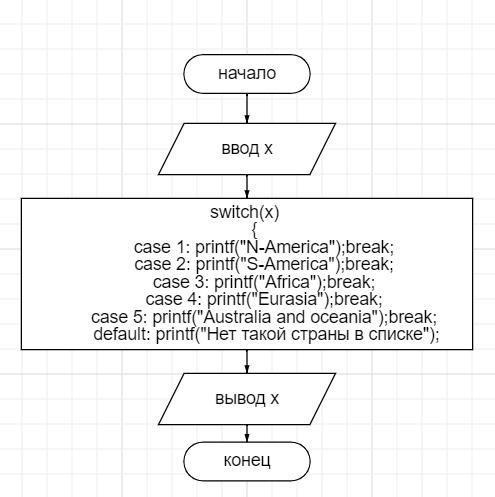 начало
ввод x
switch(x)
{
case 1: printf("N-America");break;
case 2: printf("S-America");break;
case 3: printf("Africa");break;
case 4: printf("Eurasia");break;
case 5: printf("Australia and oceania");break;
default: printf("Нет такой страны в списке");
вывод x
конец